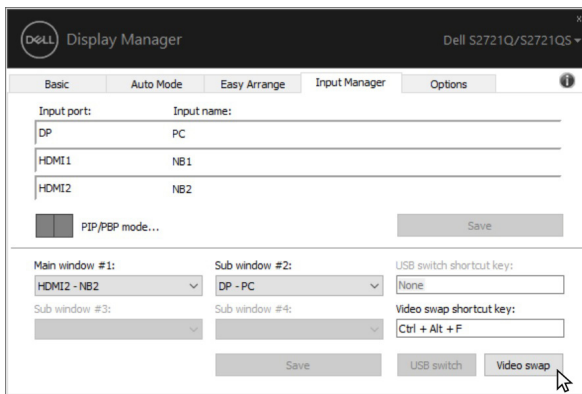 DELL Display Manager Dell S2721Q/S2721QS
x
Basic Auto Mode Easy Arrange Input Manager Options i
Input port: Input name:
DP PC
HDMI1 NB1
HDMI2 NB2
PIP/PBP mode... Save
Main window #1: Sub window #2: USB switch shortcut key:
HDMI2 - NB2 DP - PC None
Sub window #3: Sub window #4: Video swap shortcut key:
Ctrl + Alt + F
Save USB switch Video swap